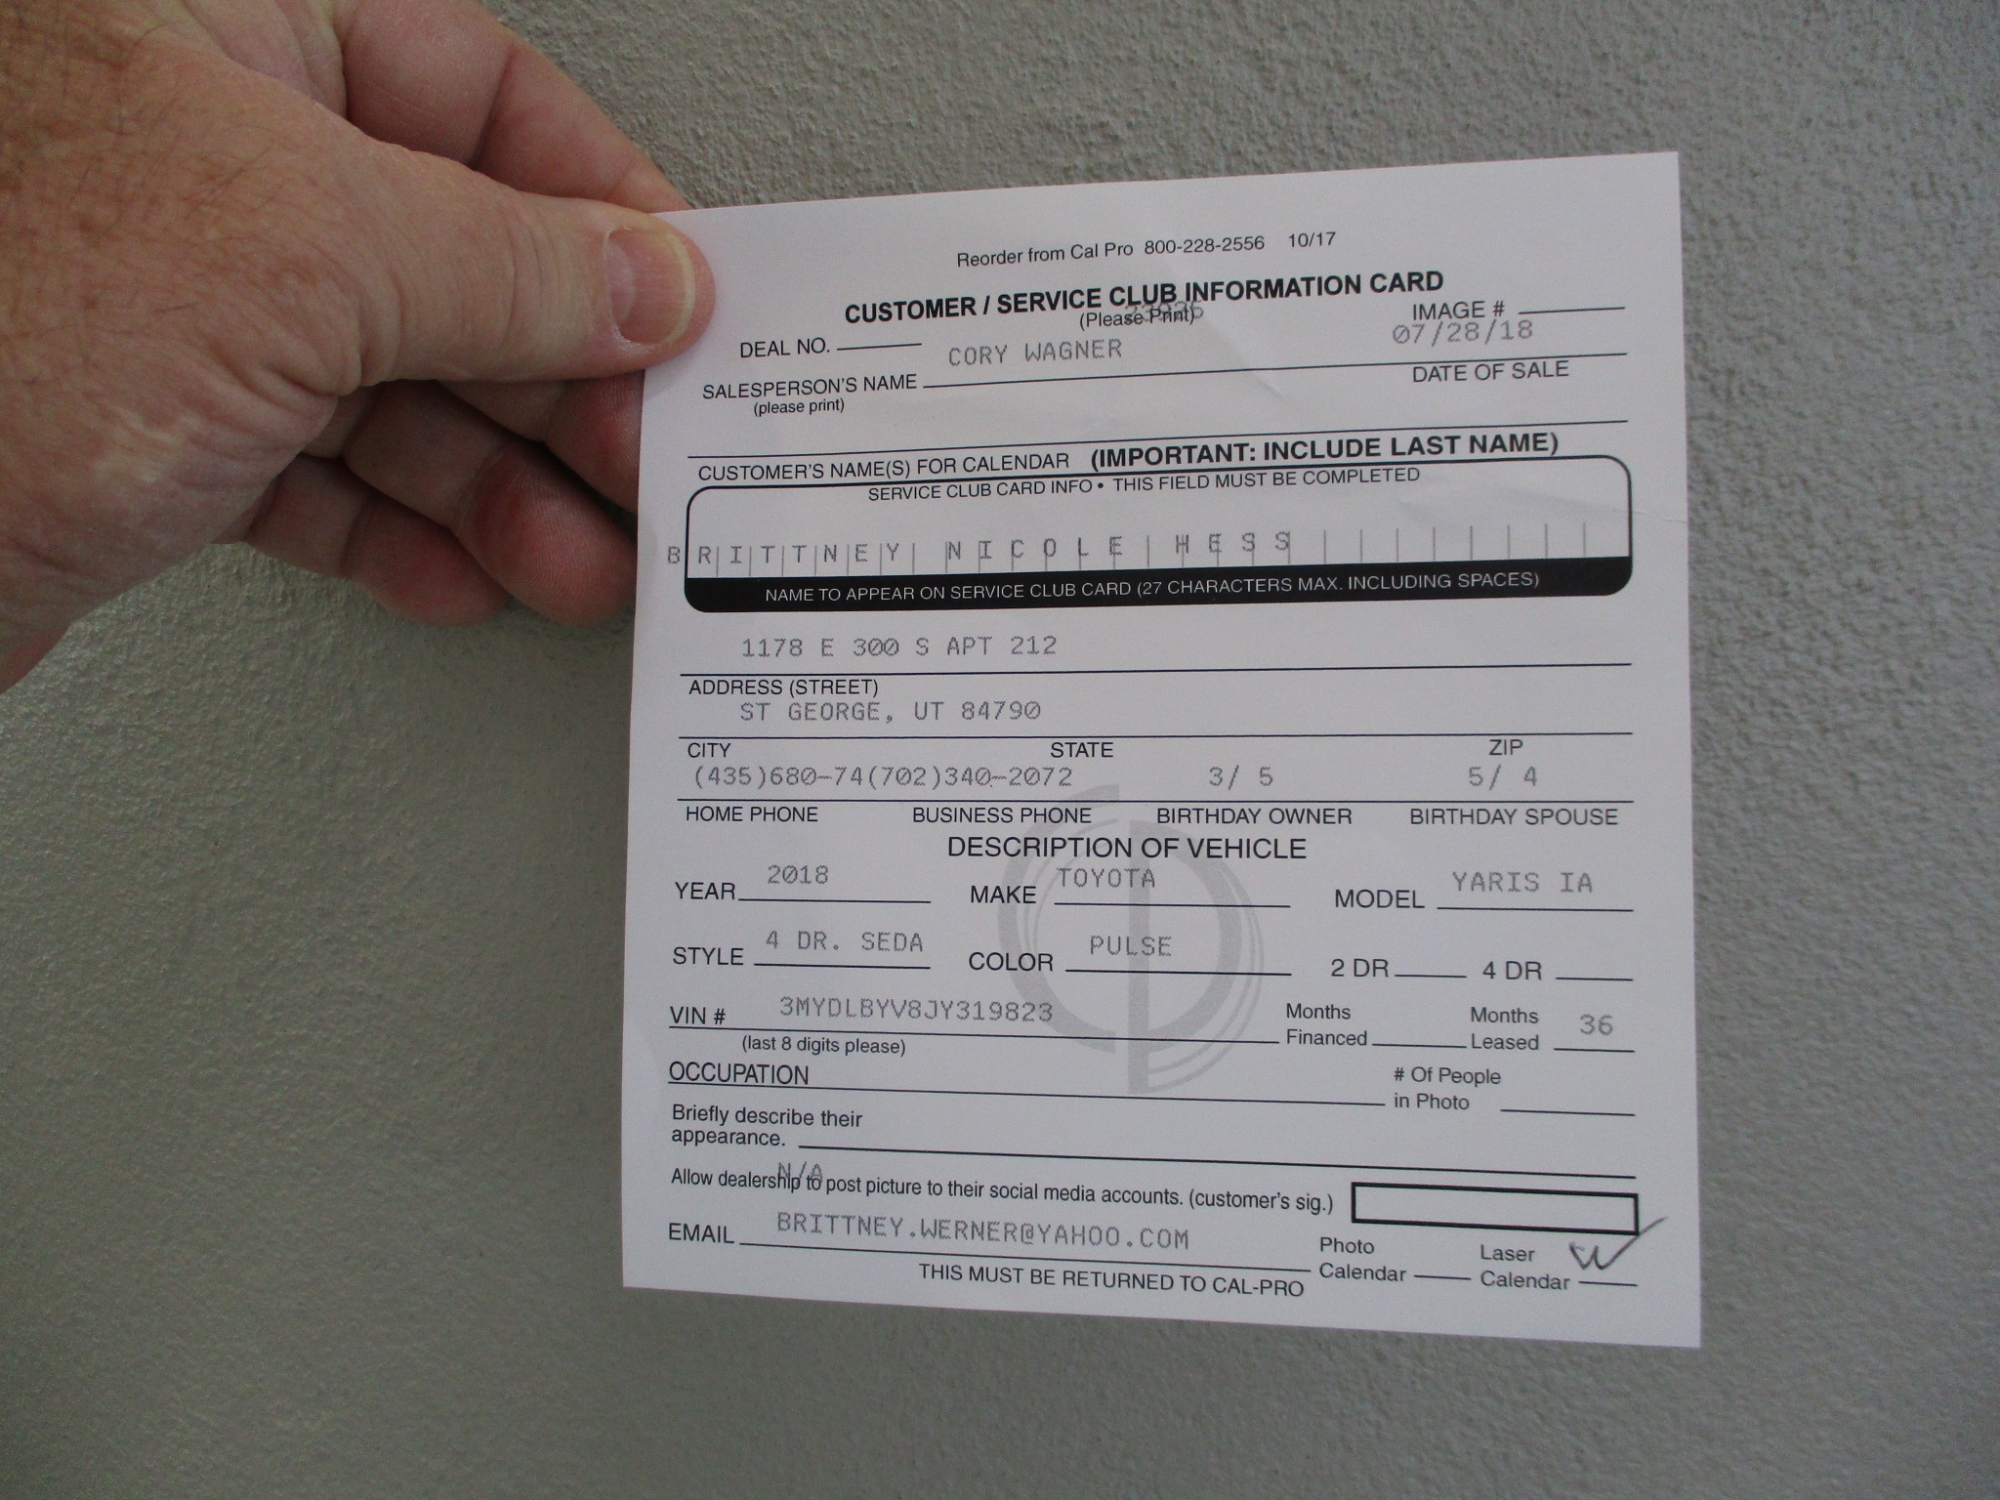 Reorder from Cal Pro 800-228-2556 10/17
CUSTOMER / SERVICE CLUB INFORMATION CARD
(Please Print)
IMAGE #
07/28/18
DEAL NO.
CORY WAGNER
SALESPERSON'S NAME
DATE OF SALE
(please print)
CUSTOMER'S NAME(S) FOR CALENDAR (IMPORTANT: INCLUDE LAST NAME)
SERVICE CLUB CARD INFO • THIS FIELD MUST BE COMPLETED
BRITTNEY NICOLE HESS
NAME TO APPEAR ON SERVICE CLUB CARD (27 CHARACTERS MAX. INCLUDING SPACES)
1178 E 300 S APT 212
ADDRESS (STREET)
ST GEORGE, UT 84790
CITY STATE ZIP
(435)680-74(702)340-2072 3/ 5 5/ 4
HOME PHONE BUSINESS PHONE BIRTHDAY OWNER BIRTHDAY SPOUSE
DESCRIPTION OF VEHICLE
YEAR 2018 MAKE TOYOTA MODEL YARIS IA
STYLE 4 DR. SEDA COLOR PULSE 2 DR 4 DR
VIN # 3MYDLBYV8JY319823 Months Financed Months Leased 36
(last 8 digits please)
OCCUPATION # Of People in Photo
Briefly describe their
appearance.
N/A
Allow dealership to post picture to their social media accounts. (customer's sig.)
EMAIL BRITTNEY.WERNER@YAHOO.COM Photo Calendar Laser Calendar
THIS MUST BE RETURNED TO CAL-PRO